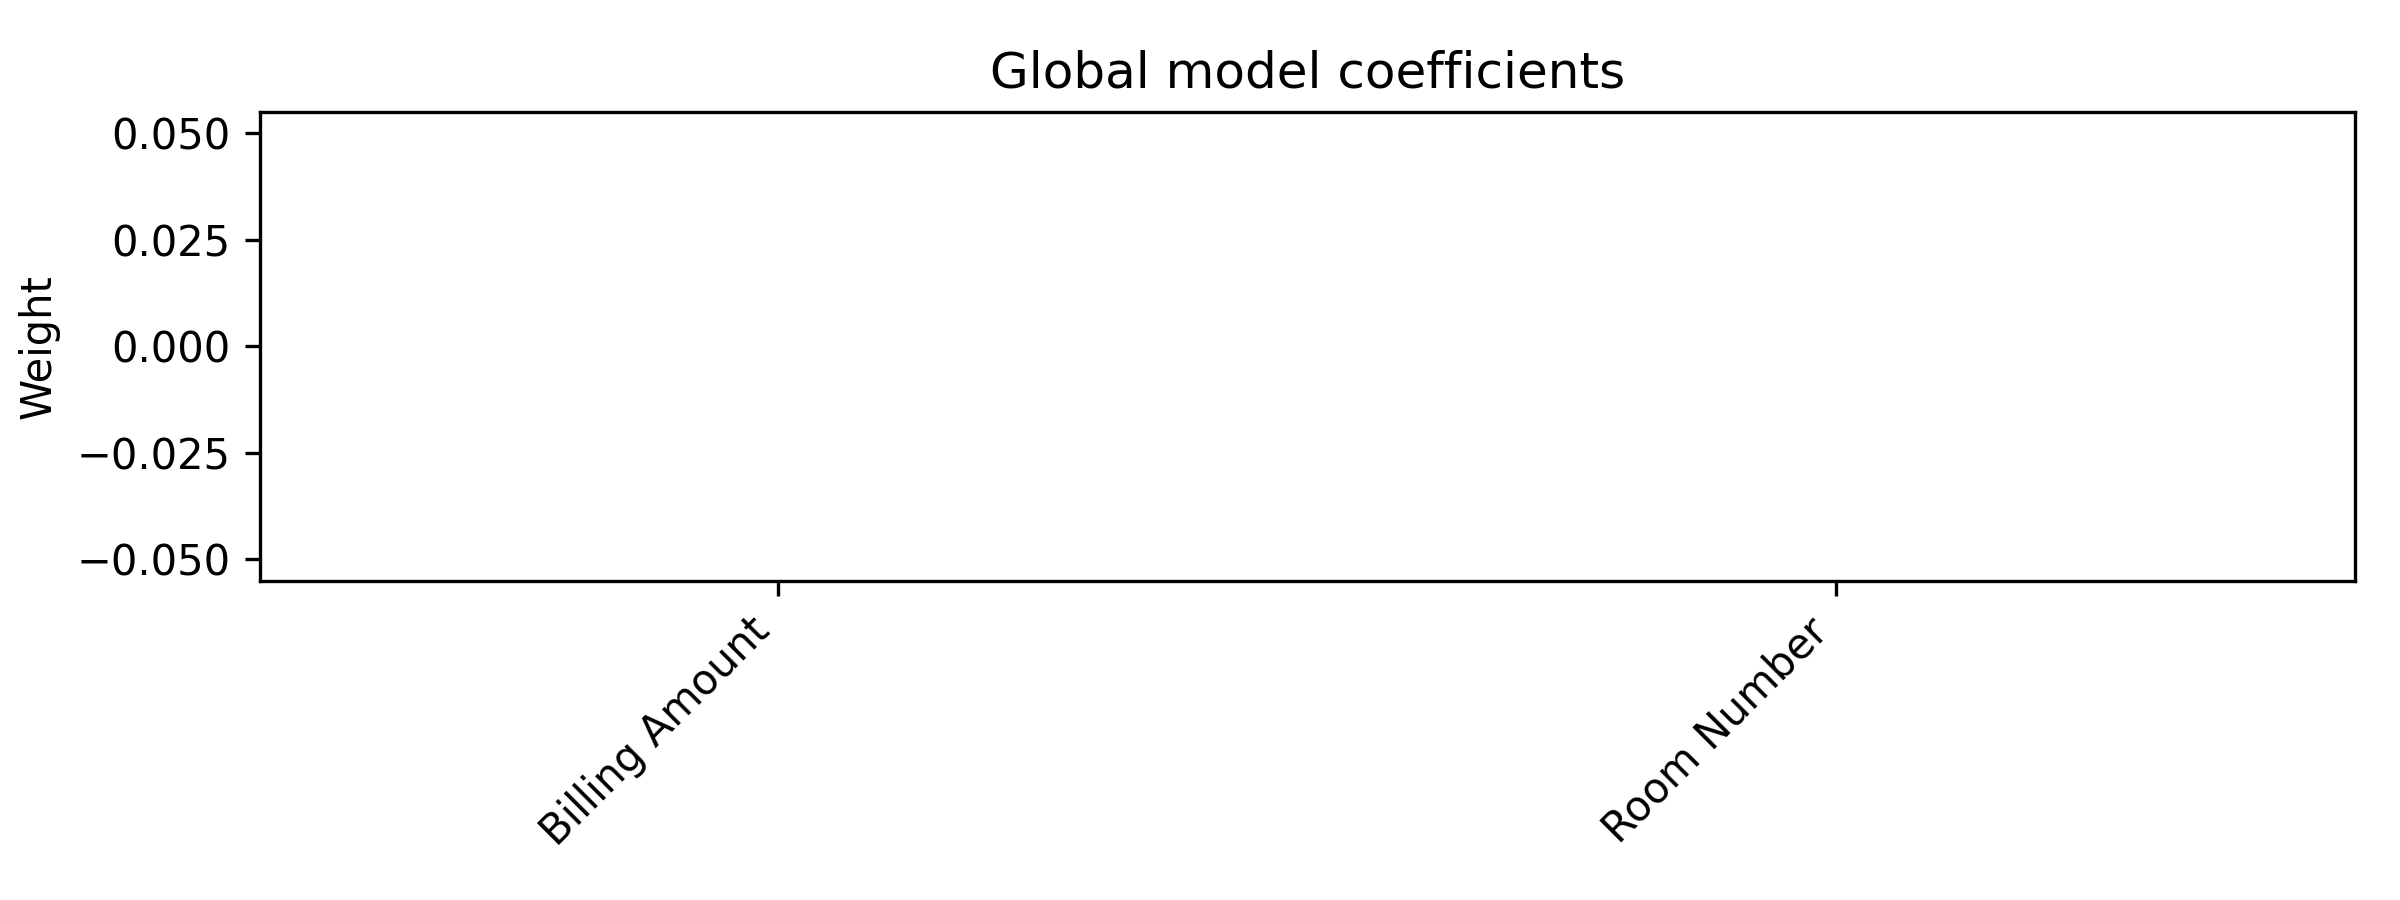 Global model coefficients
0.050
0.025
0.000
−0.025
−0.050
Weight
Billing Amount
Room Number